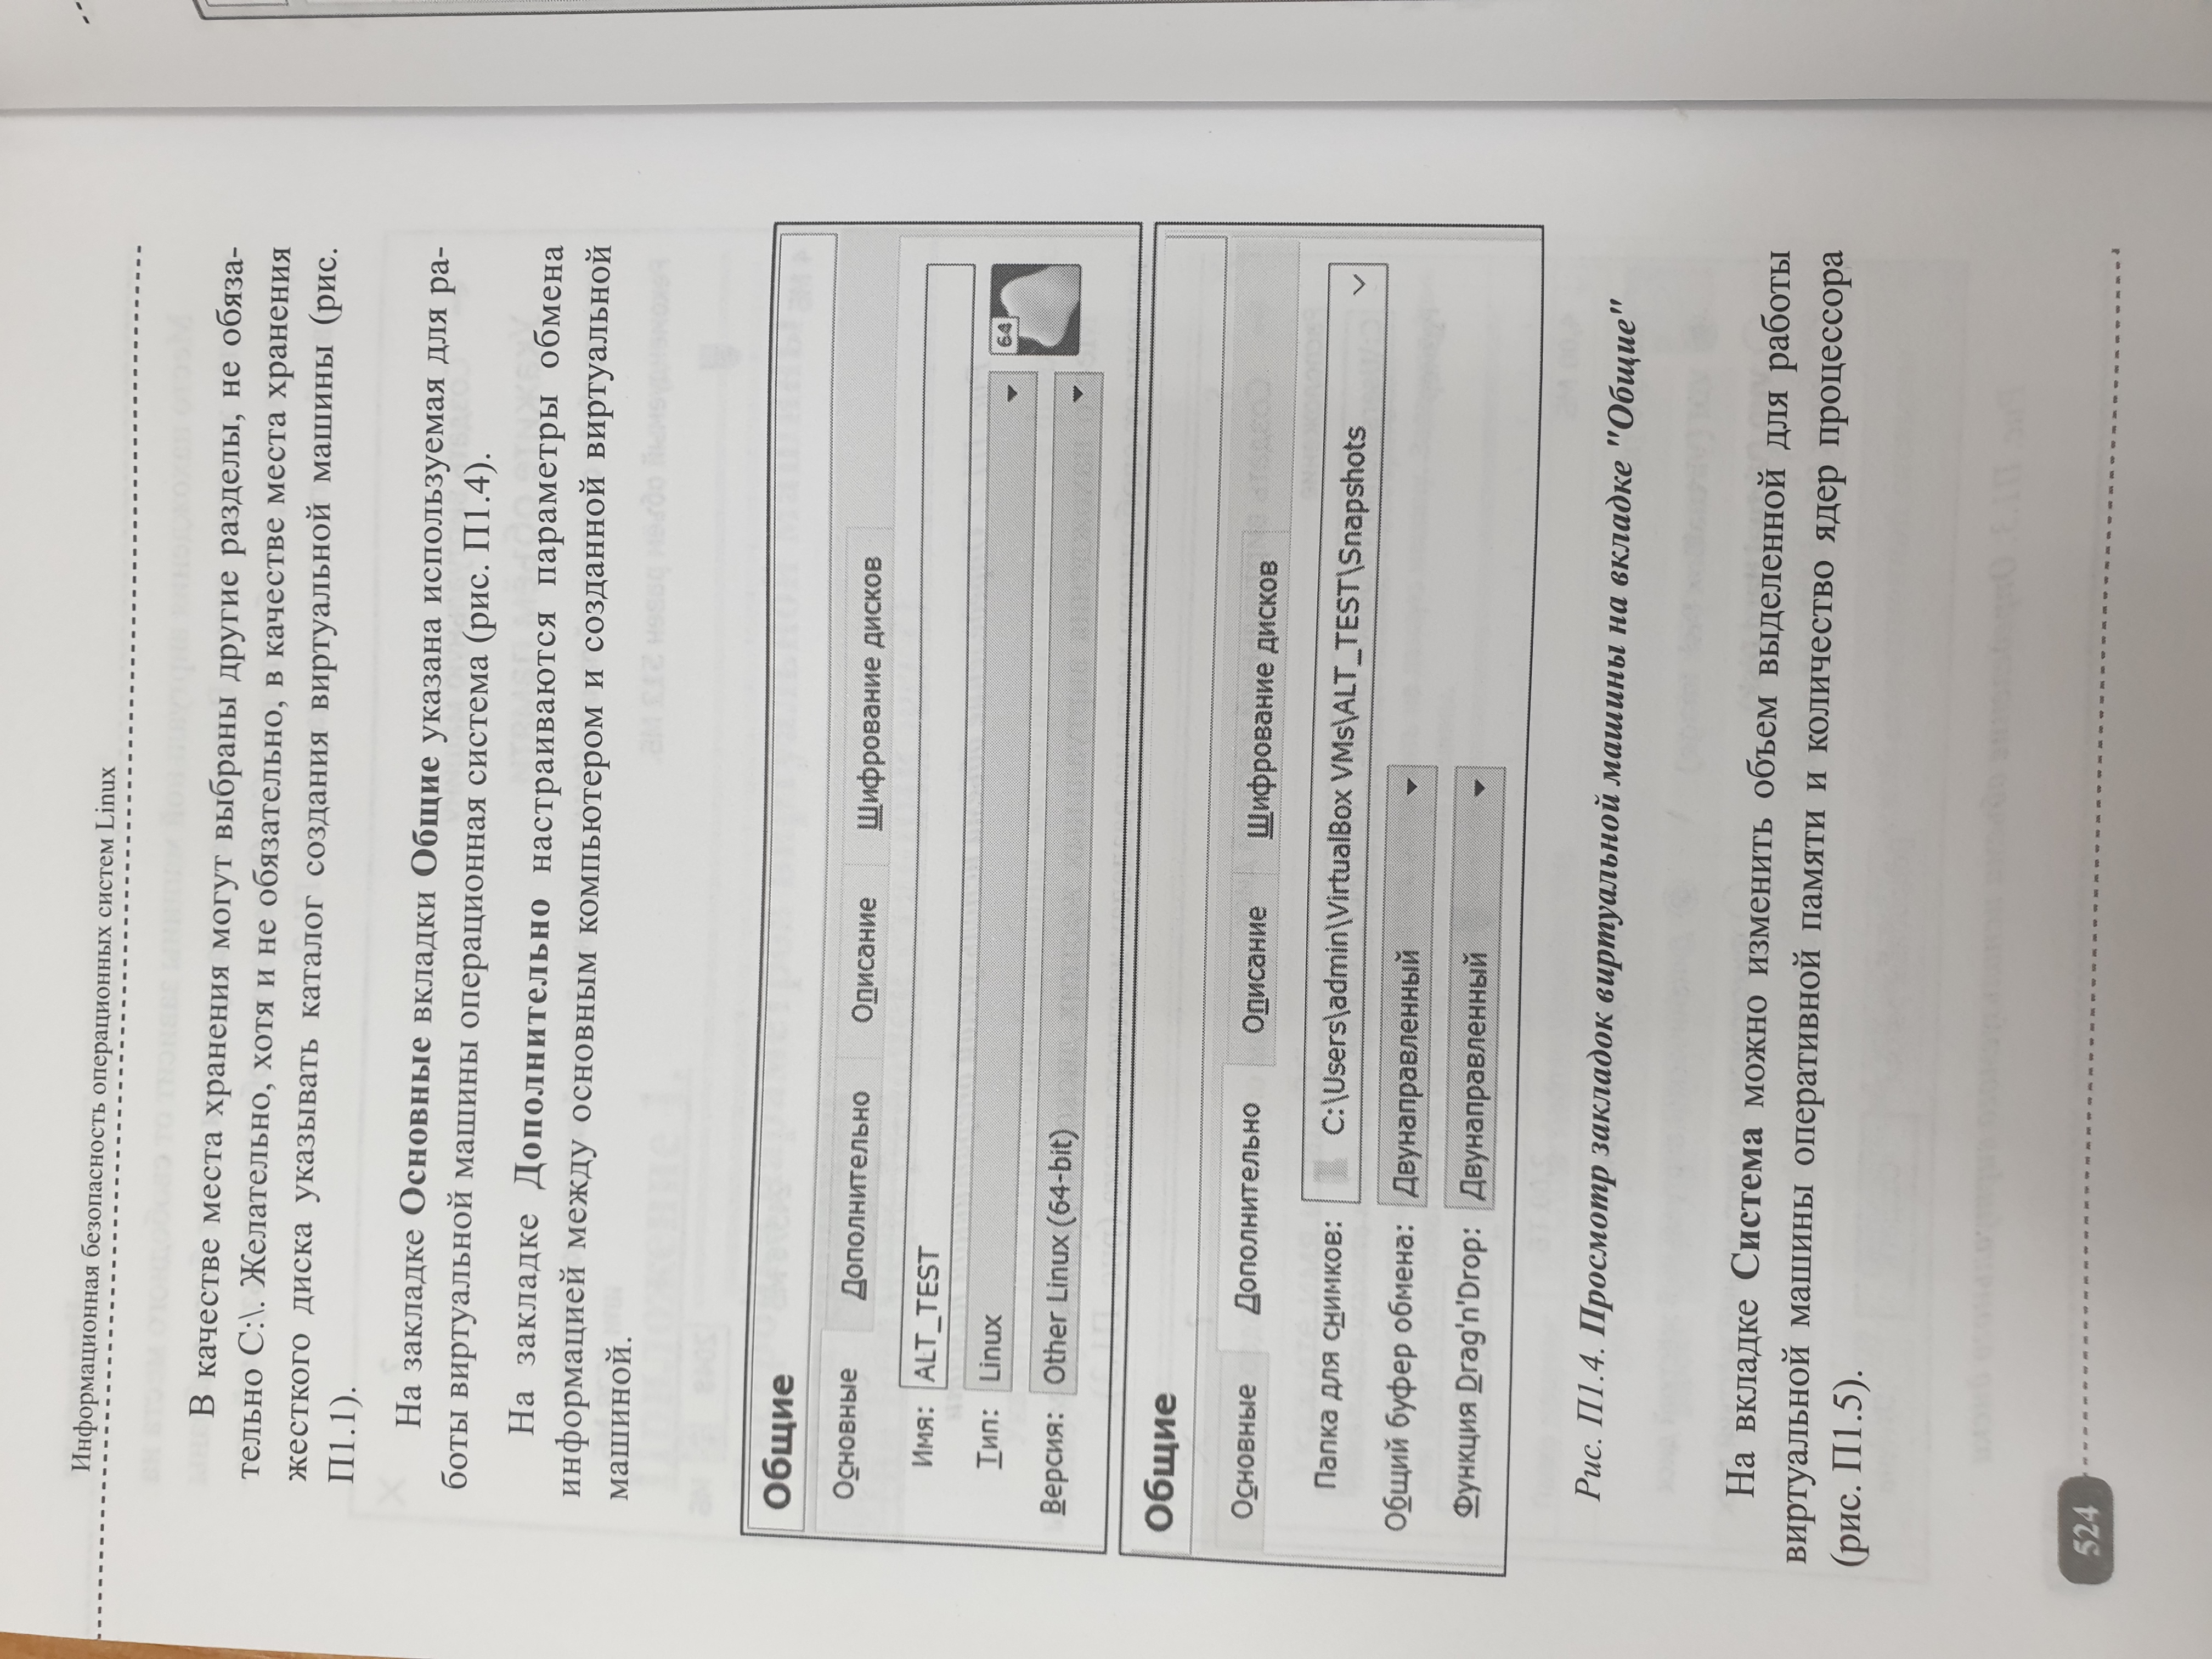 Информационная безопасность операционных систем Linux
В качестве места хранения могут выбраны другие разделы, не обяза-
тельно C:\. Желательно, хотя и не обязательно, в качестве места хранения
жесткого диска указывать каталог создания виртуальной машины (рис.
П1.1).
На закладке Основные вкладки Общие указана используемая для ра-
боты виртуальной машины операционная система (рис. П1.4).
На закладке Дополнительно настраиваются параметры обмена
информацией между основным компьютером и созданной виртуальной
машиной.
Общие
Основные Дополнительно Описание Шифрование дисков
Имя: ALT_TEST
Тип: Linux
64
Версия: Other Linux (64-bit)
Общие
Основные Дополнительно Описание Шифрование дисков
Папка для снимков: C:\Users\admin\VirtualBox VMs\ALT_TEST\Snapshots
Общий буфер обмена: Двунаправленный
Функция Drag'n'Drop: Двунаправленный
Рис. П1.4. Просмотр закладок виртуальной машины на вкладке "Общие"
На вкладке Система можно изменить объем выделенной для работы
виртуальной машины оперативной памяти и количество ядер процессора
(рис. П1.5).
524